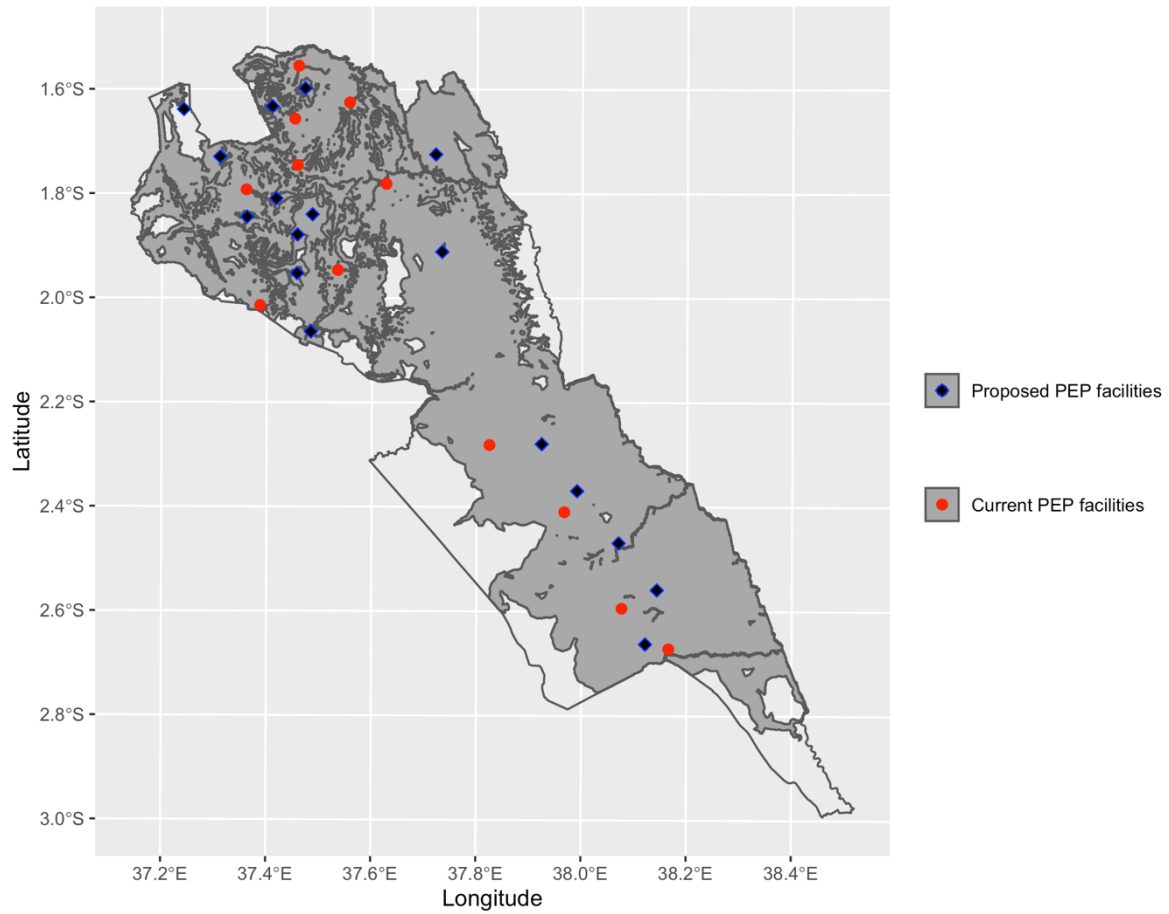 1.6°S
1.8°S
2.0°S
2.2°S
2.4°S
2.6°S
2.8°S
3.0°S
Latitude
37.2°E 37.4°E 37.6°E 37.8°E 38.0°E 38.2°E 38.4°E
Longitude
Proposed PEP facilities
Current PEP facilities